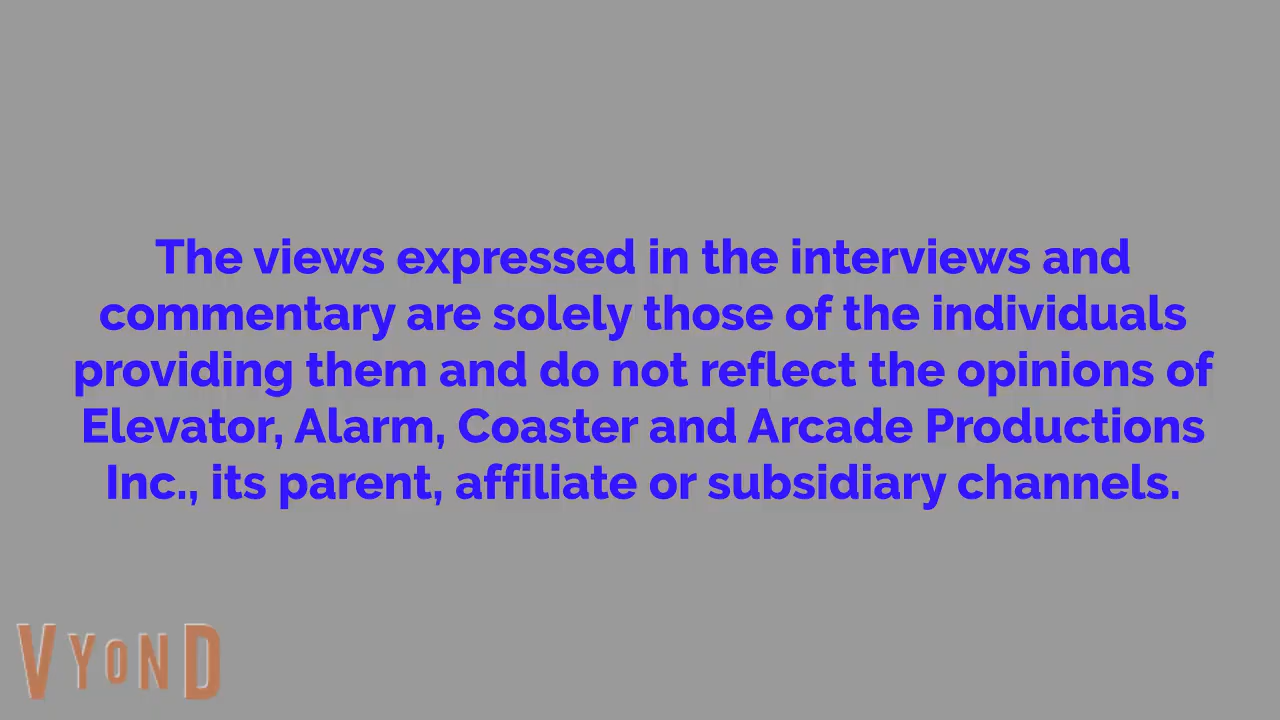 The views expressed in the interviews and
commentary are solely those of the individuals
providing them and do not reflect the opinions of
Elevator, Alarm, Coaster and Arcade Productions
Inc., its parent, affiliate or subsidiary channels.
VYOND